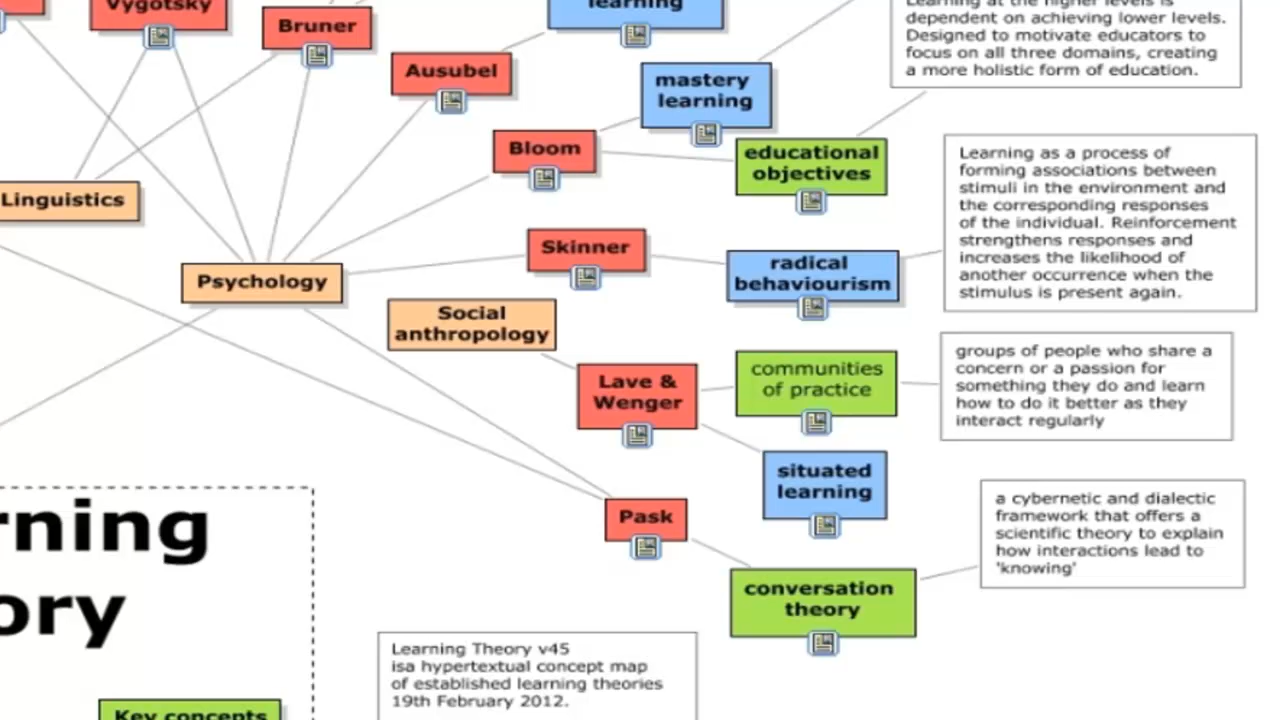 Vygotsky
Bruner
learning
Learning at the higher levels is
dependent on achieving lower levels.
Designed to motivate educators to
focus on all three domains, creating
a more holistic form of education.
Ausubel
mastery
learning
Bloom
educational
objectives
Learning as a process of
forming associations between
stimuli in the environment and
the corresponding responses
of the individual. Reinforcement
strengthens responses and
increases the likelihood of
another occurrence when the
stimulus is present again.
Linguistics
Skinner
radical
behaviourism
Psychology
Social
anthropology
Lave &
Wenger
communities
of practice
groups of people who share a
concern or a passion for
something they do and learn
how to do it better as they
interact regularly
situated
learning
Pask
a cybernetic and dialectic
framework that offers a
scientific theory to explain
how interactions lead to
'knowing'
conversation
theory
rning
ory
Learning Theory v45
isa hypertextual concept map
of established learning theories
19th February 2012.
Key concepts